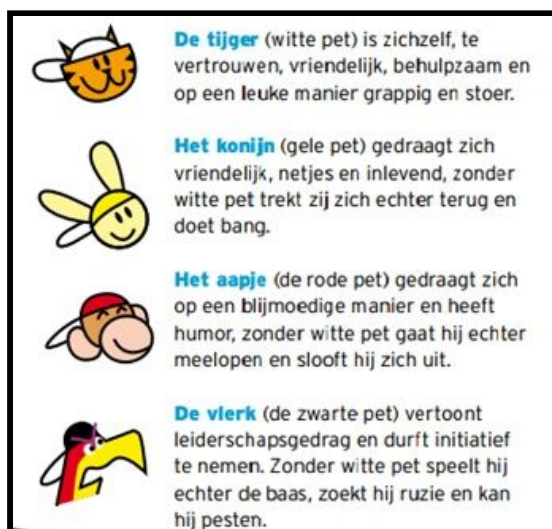 De tijger (witte pet) is zichzelf, te
vertrouwen, vriendelijk, behulpzaam en
op een leuke manier grappig en stoer.
Het konijn (gele pet) gedraagt zich
vriendelijk, netjes en inlevend, zonder
witte pet trekt zij zich echter terug en
doet bang.
Het aapje (de rode pet) gedraagt zich
op een blijmoedige manier en heeft
humor, zonder witte pet gaat hij echter
meelopen en slooft hij zich uit.
De vlerk (de zwarte pet) vertoont
leiderschapsgedrag en durft initiatief
te nemen. Zonder witte pet speelt hij
echter de baas, zoekt hij ruzie en kan
hij pesten.